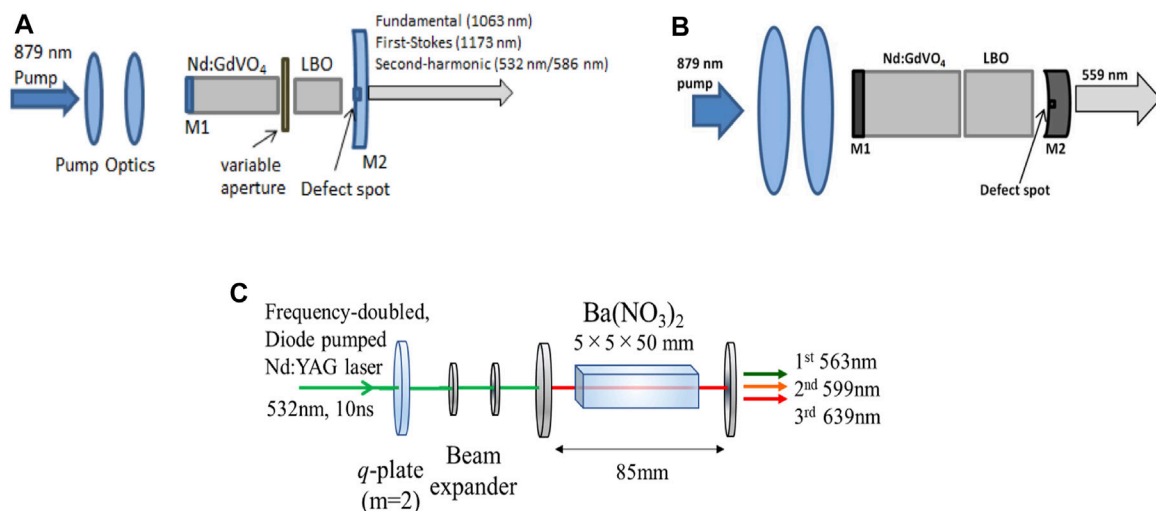 A
879 nm
Pump
Pump Optics
Nd:GdVO₄
LBO
M1
variable
aperture
Defect spot
M2
Fundamental (1063 nm)
First-Stokes (1173 nm)
Second-harmonic (532 nm/586 nm)
B
879 nm
pump
Nd:GdVO₄
LBO
559 nm
M1
M2
Defect spot
C
Frequency-doubled,
Diode pumped
Nd:YAG laser
532nm, 10ns
q-plate
(m=2)
Beam
expander
Ba(NO₃)₂
5 × 5 × 50 mm
85mm
1st 563nm
2nd 599nm
3rd 639nm